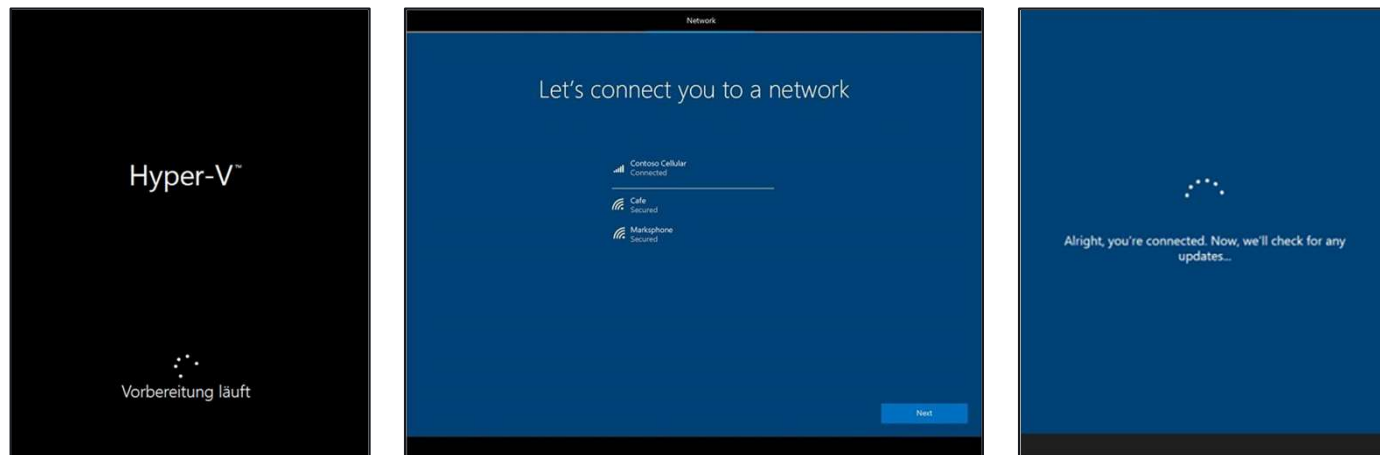 Hyper-V™
Vorbereitung läuft
Network
Let's connect you to a network
Contoso Cellular
Connected
Cafe
Secured
Marksphone
Secured
Next
Alright, you're connected. Now, we'll check for any
updates...